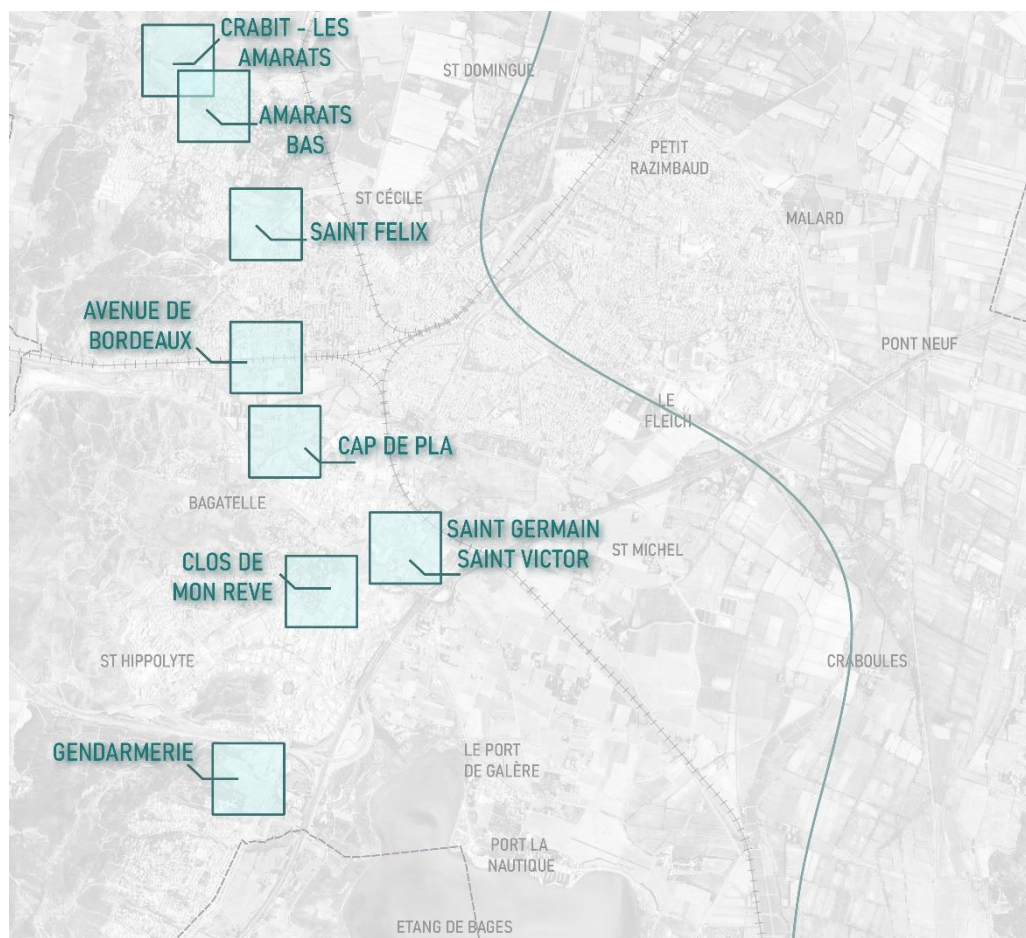 CRABIT - LES
AMARATS
ST DOMINGUE
AMARATS
BAS
PETIT
RAZIMBAUD
ST CÉCILE
MALARD
SAINT FELIX
AVENUE DE
BORDEAUX
PONT NEUF
LE
FLEICH
CAP DE PLA
BAGATELLE
SAINT GERMAIN
SAINT VICTOR
ST MICHEL
CLOS DE
MON REVE
ST HIPPOLYTE
CRABOULES
GENDARMERIE
LE PORT
DE GALÈRE
PORT LA
NAUTIQUE
ETANG DE BAGES